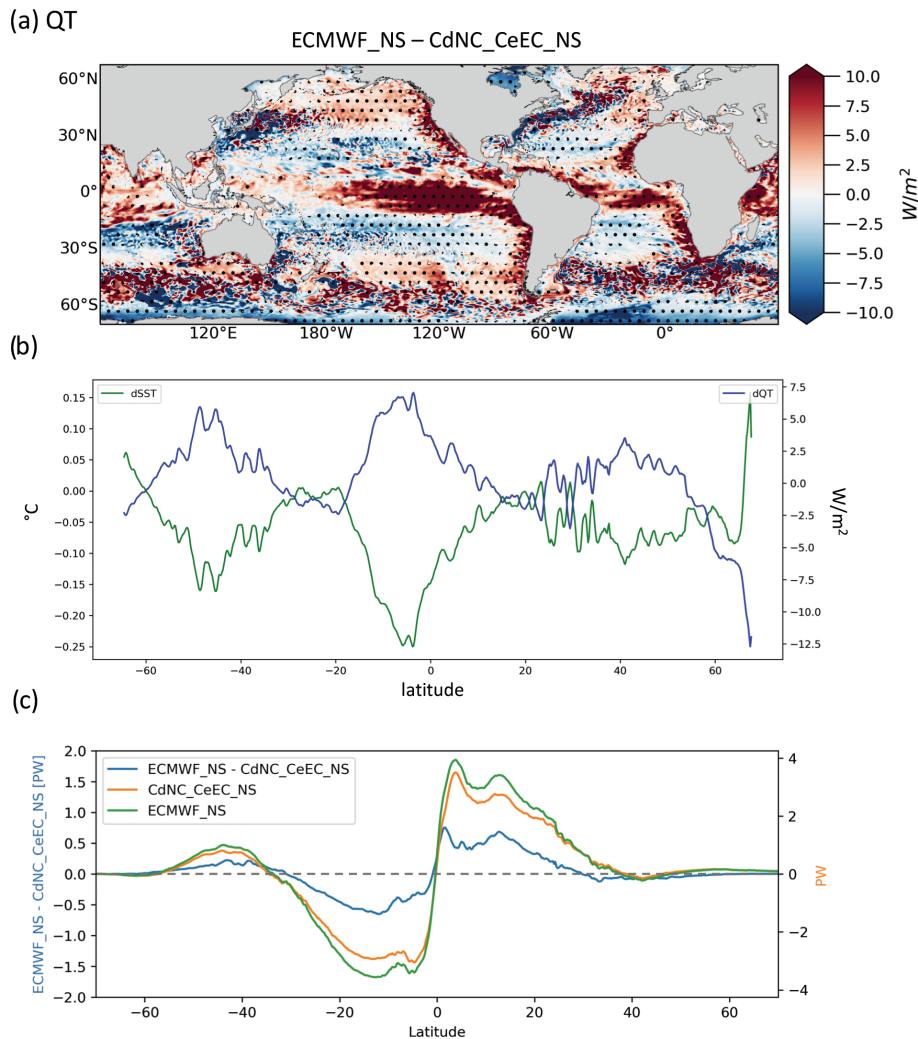 (a) QT
ECMWF_NS – CdNC_CeEC_NS
60°N
30°N
0°
30°S
60°S
120°E 180°W 120°W 60°W 0°
10.0
7.5
5.0
2.5
0.0
−2.5
−5.0
−7.5
−10.0
W/m²
(b)
dSST
dQT
0.15
0.10
0.05
0.00
−0.05
−0.10
−0.15
−0.20
−0.25
°C
7.5
5.0
2.5
0.0
−2.5
−5.0
−7.5
−10.0
−12.5
W/m²
−60 −40 −20 0 20 40 60
latitude
(c)
ECMWF_NS - CdNC_CeEC_NS
CdNC_CeEC_NS
ECMWF_NS
2.0
1.5
1.0
0.5
0.0
−0.5
−1.0
−1.5
−2.0
ECMWF_NS - CdNC_CeEC_NS [PW]
4
2
0
−2
−4
PW
−60 −40 −20 0 20 40 60
Latitude